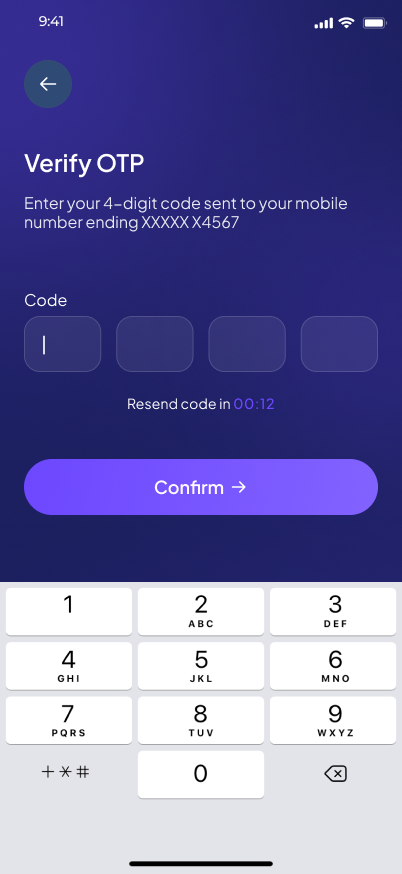 9:41
Verify OTP
Enter your 4-digit code sent to your mobile
number ending XXXXX X4567
Code
Resend code in 00:12
Confirm →
1
2
ABC
3
DEF
4
GHI
5
JKL
6
MNO
7
PQRS
8
TUV
9
WXYZ
+*#
0